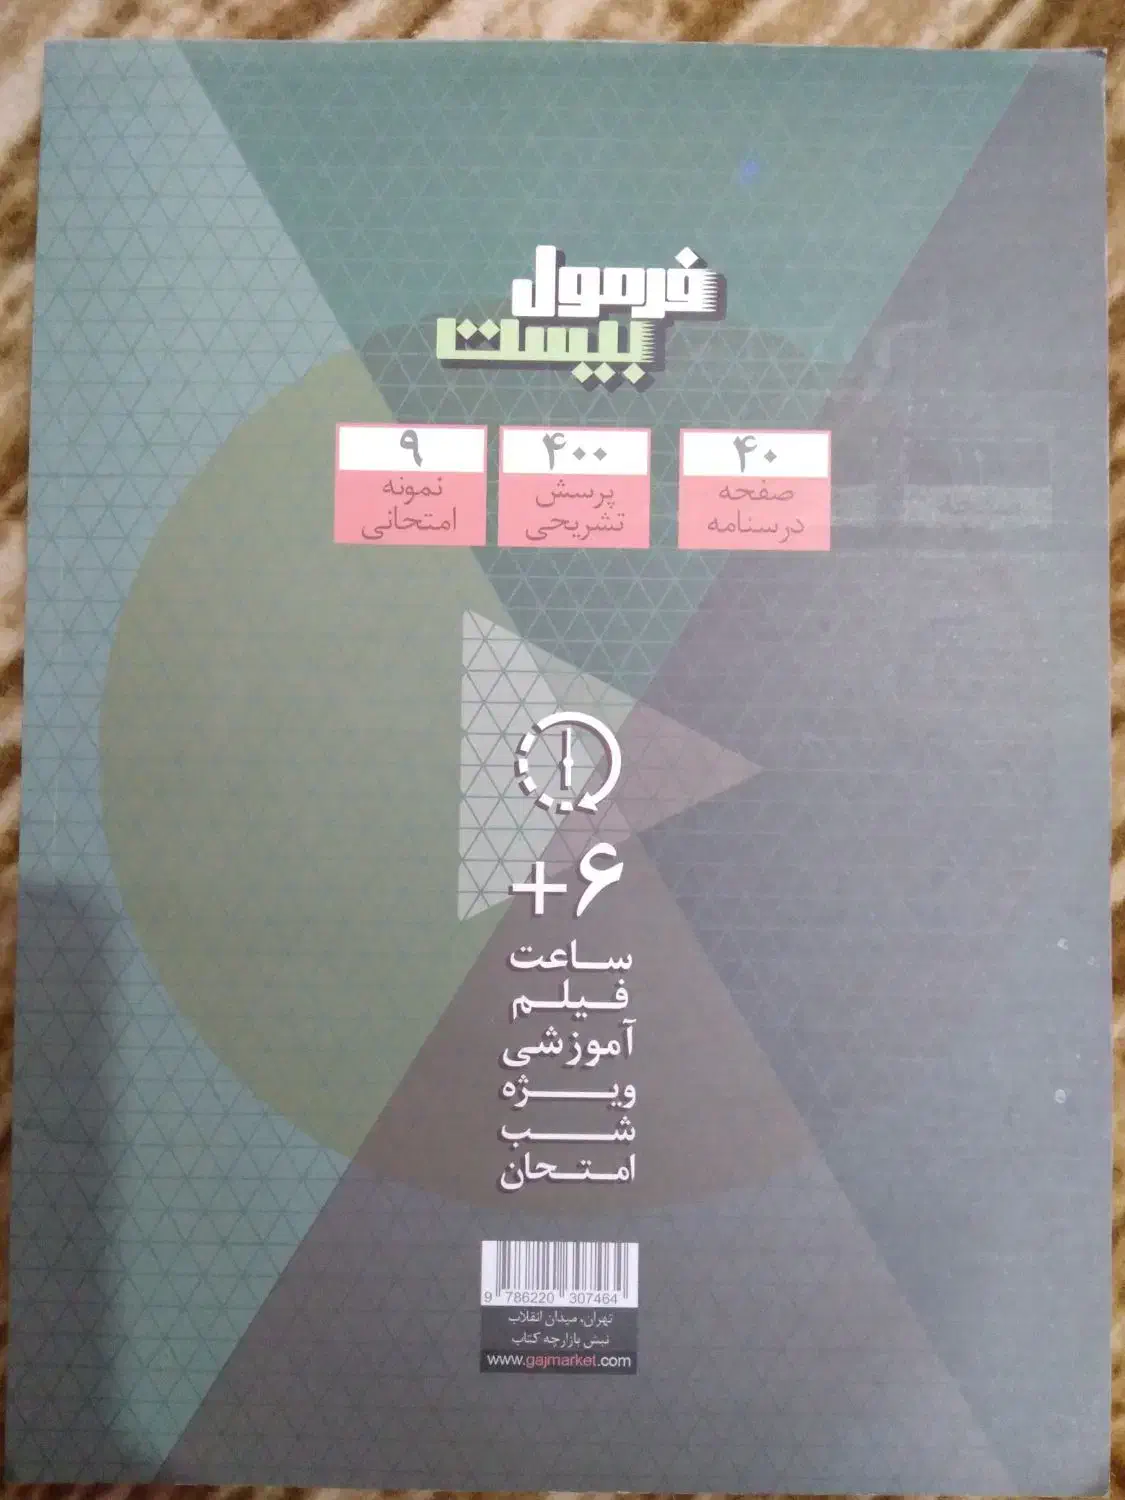 فرمول
بیست
۴۰
صفحه
درسنامه
۴۰۰
پرسش
تشریحی
۹
نمونه
امتحانی
+۶
ساعت
فیلم
آموزشی
ویژه
شب
امتحان
9 786220 307464
تهران، میدان انقلاب
نبش بازارچه کتاب
www.gajmarket.com